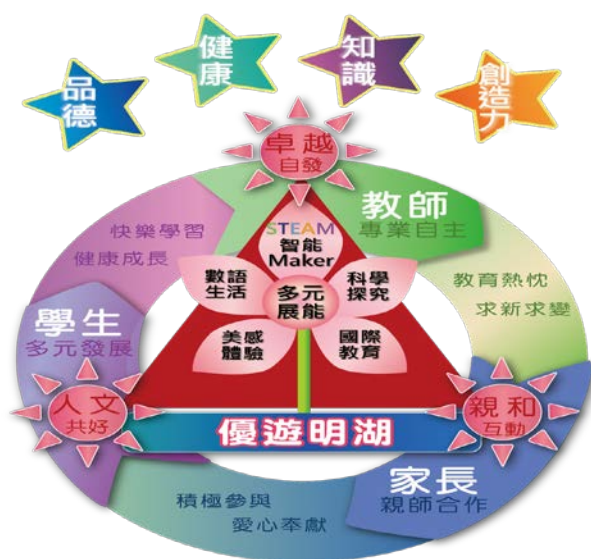 品德
健康
知識
創造力
卓越
自發
教師
專業自主
快樂學習
健康成長
STEAM
智能
Maker
數語
生活
科學
探究
多元
展能
美感
體驗
國際
教育
教育熱忱
求新求變
學生
多元發展
人文
共好
親和
互動
優遊明湖
家長
親師合作
積極參與
愛心奉獻